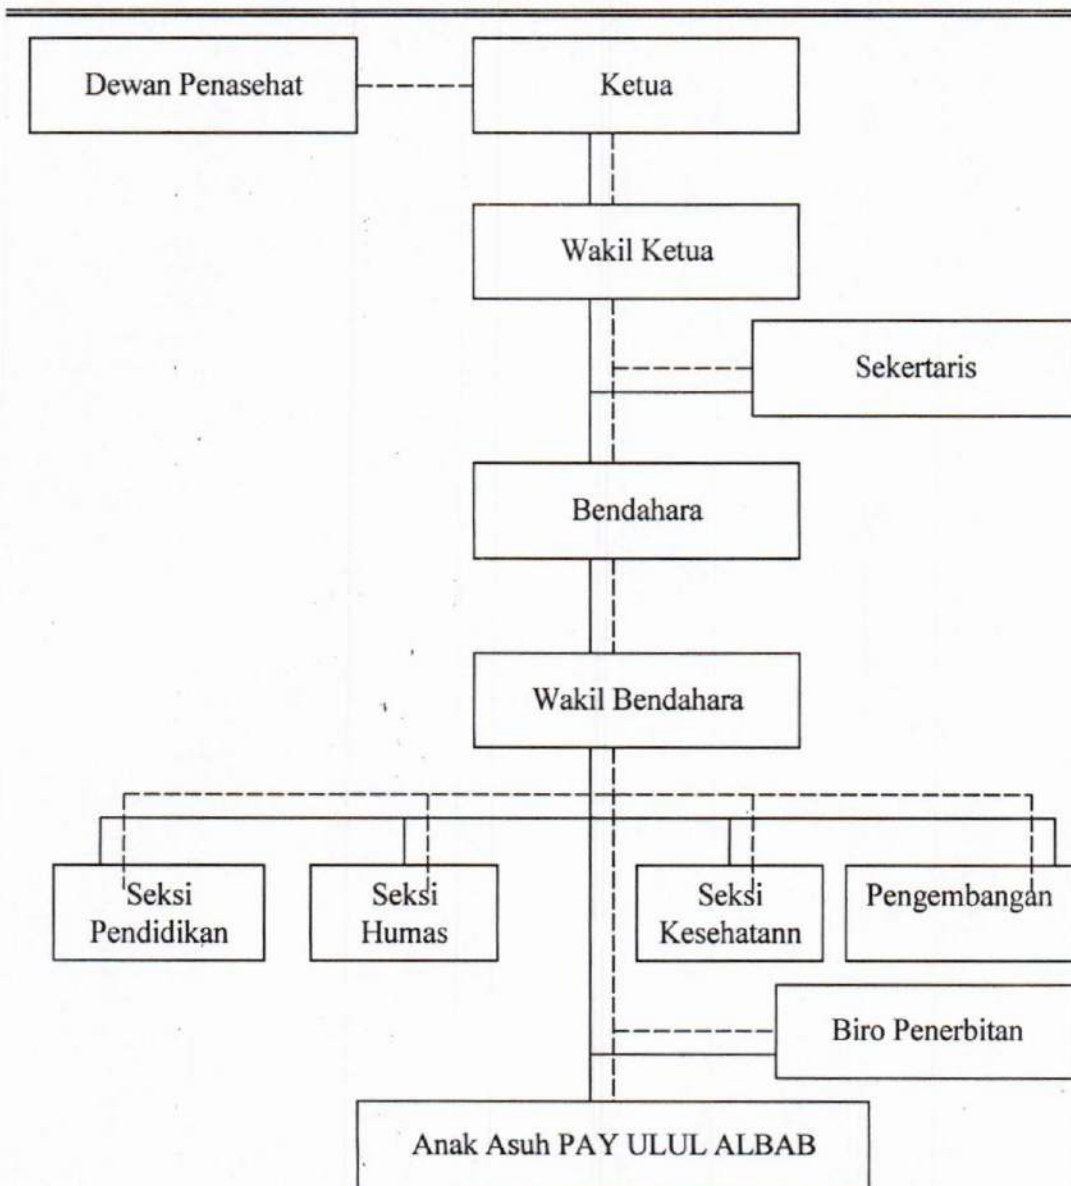 Dewan Penasehat
Ketua
Wakil Ketua
Sekertaris
Bendahara
Wakil Bendahara
Seksi
Pendidikan
Seksi
Humas
Seksi
Kesehatann
Pengembangan
Biro Penerbitan
Anak Asuh PAY ULUL ALBAB